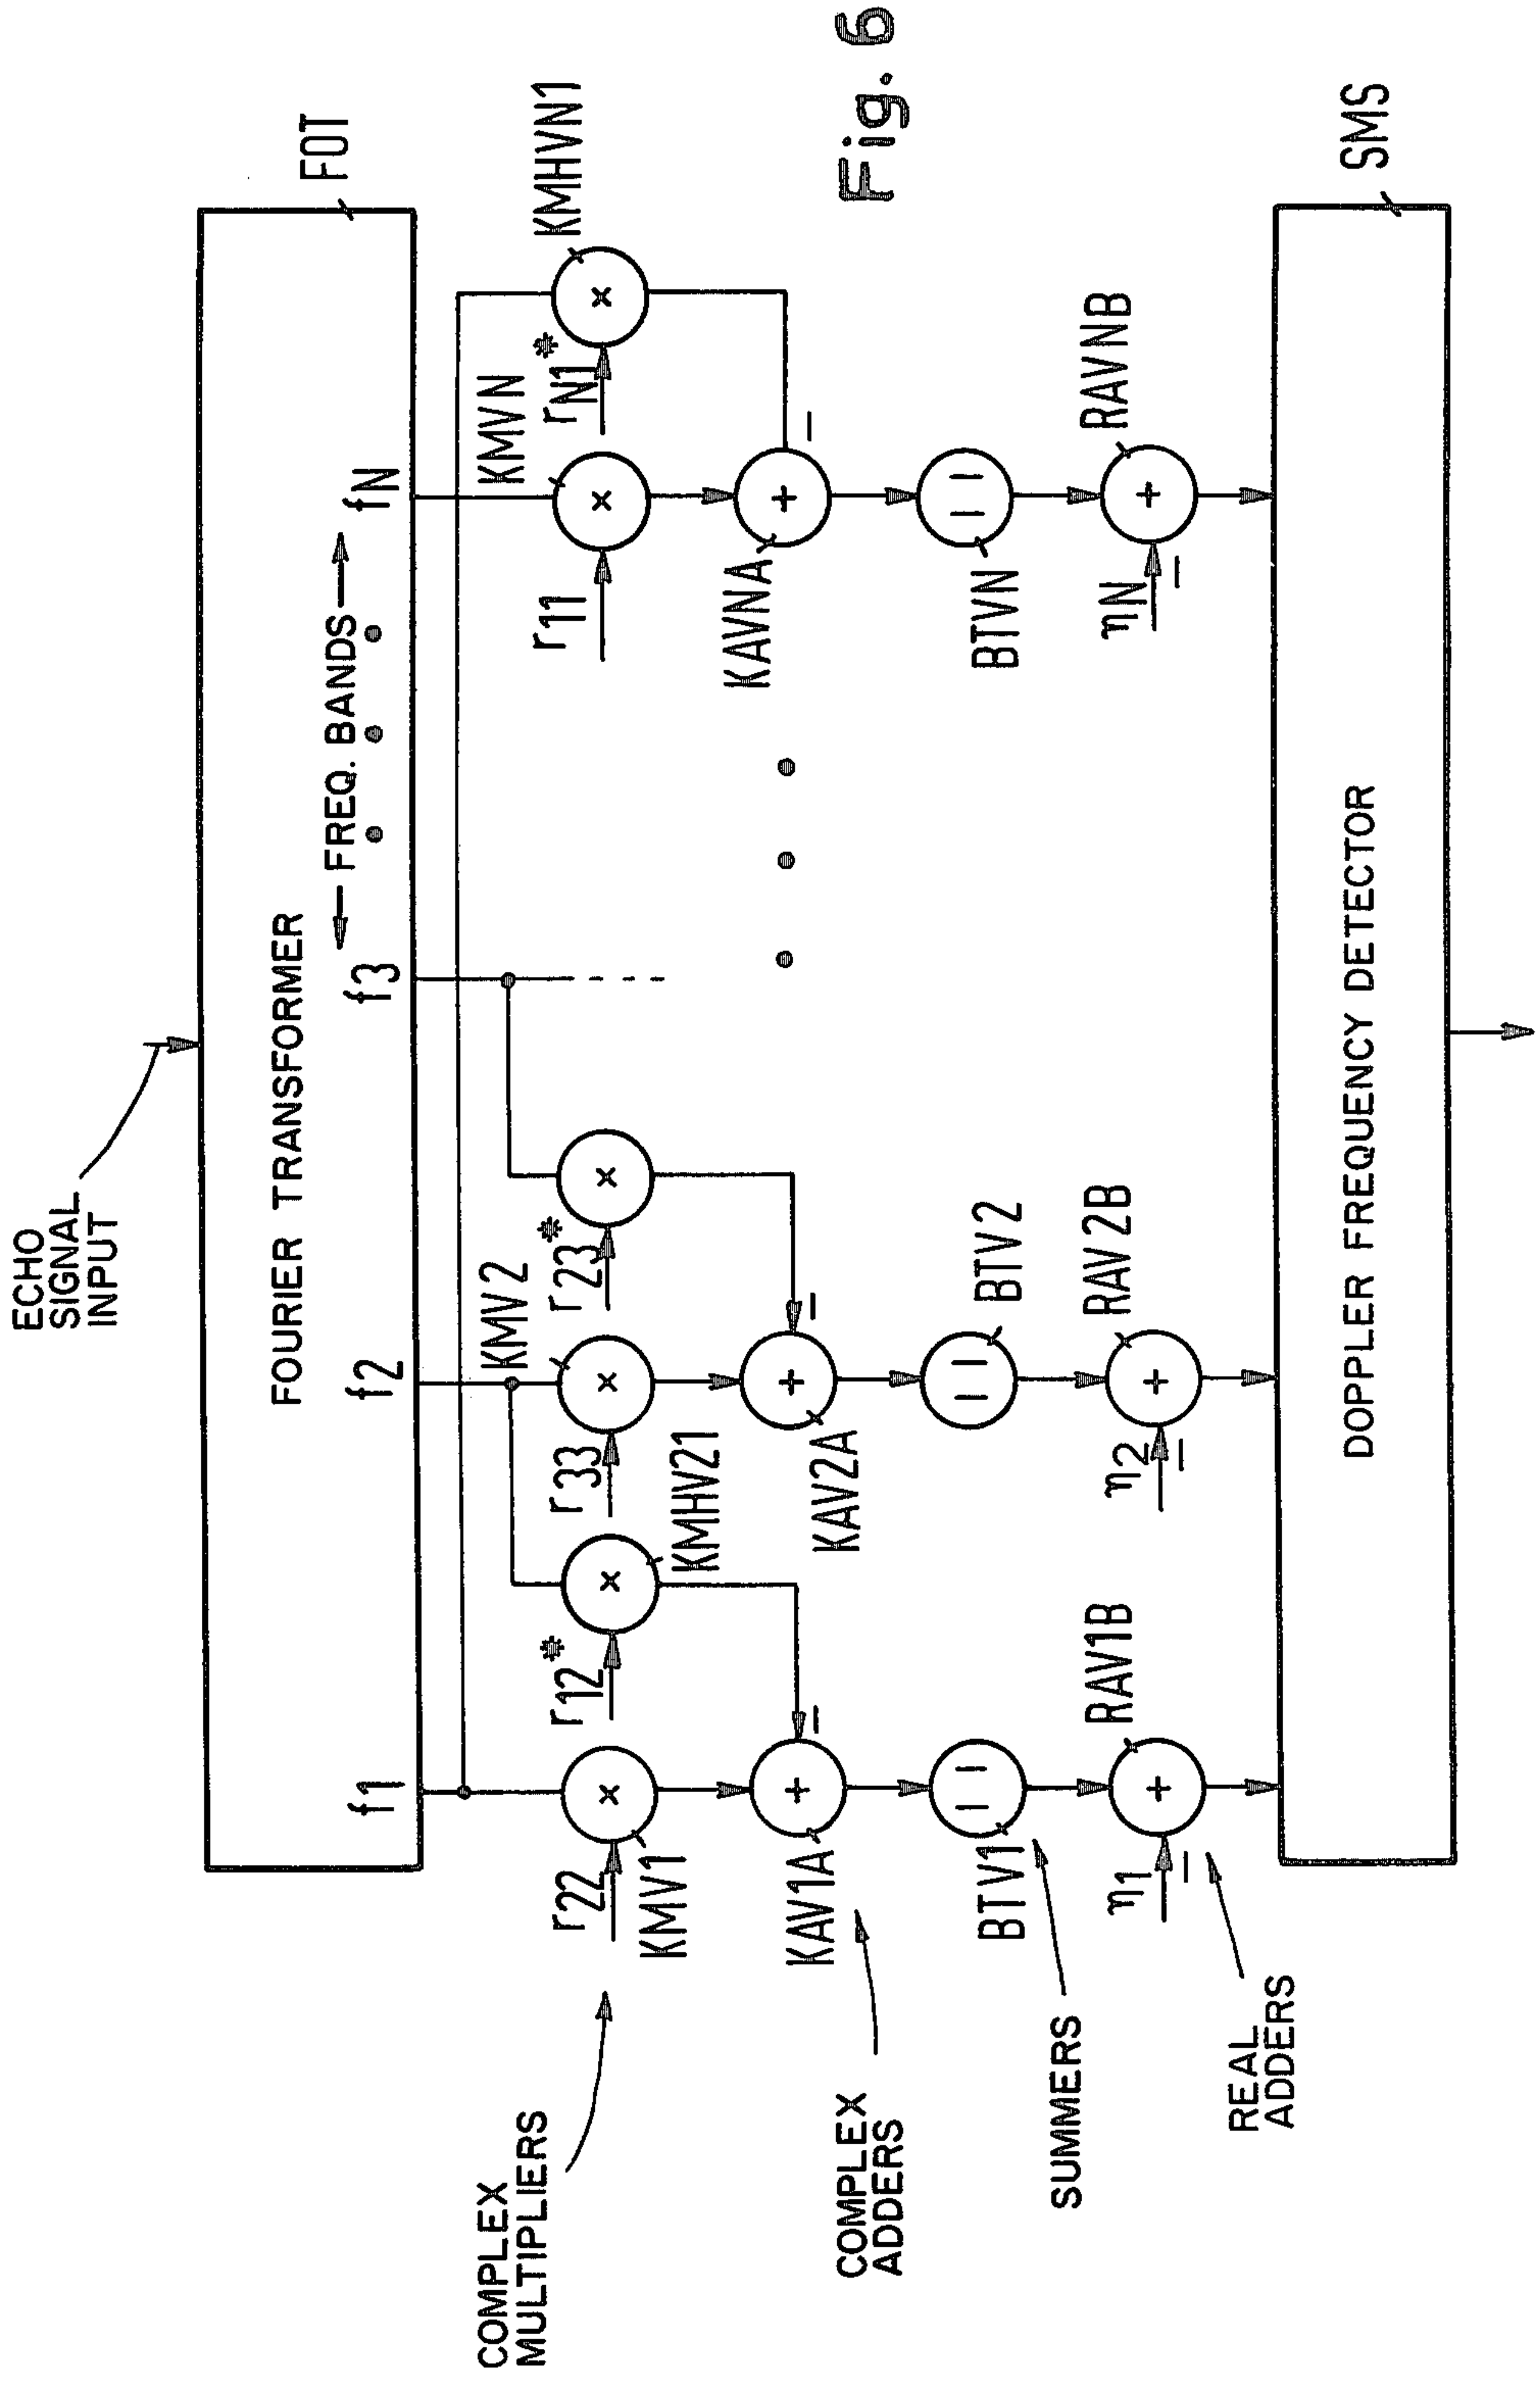 ECHO
SIGNAL
INPUT
FOURIER TRANSFORMER
FOT
f1
f2
f3
← FREQ. BANDS →
• • •
fN
KMV2
KMVN
KMHVN1
r22
r12*
r33
r23*
r11
rN1*
KMV1
KMHV21
×
×
×
×
×
×
COMPLEX
MULTIPLIERS
KAV1A
KAV2A
KAVNA
+
−
+
−
• • •
+
−
COMPLEX
ADDERS
Fig. 6
BTV1
BTV2
BTVN
| |
| |
| |
SUMMERS
RAV1B
RAV2B
RAVNB
η1
−
+
η2
−
+
ηN
−
+
REAL
ADDERS
DOPPLER FREQUENCY DETECTOR
SMS